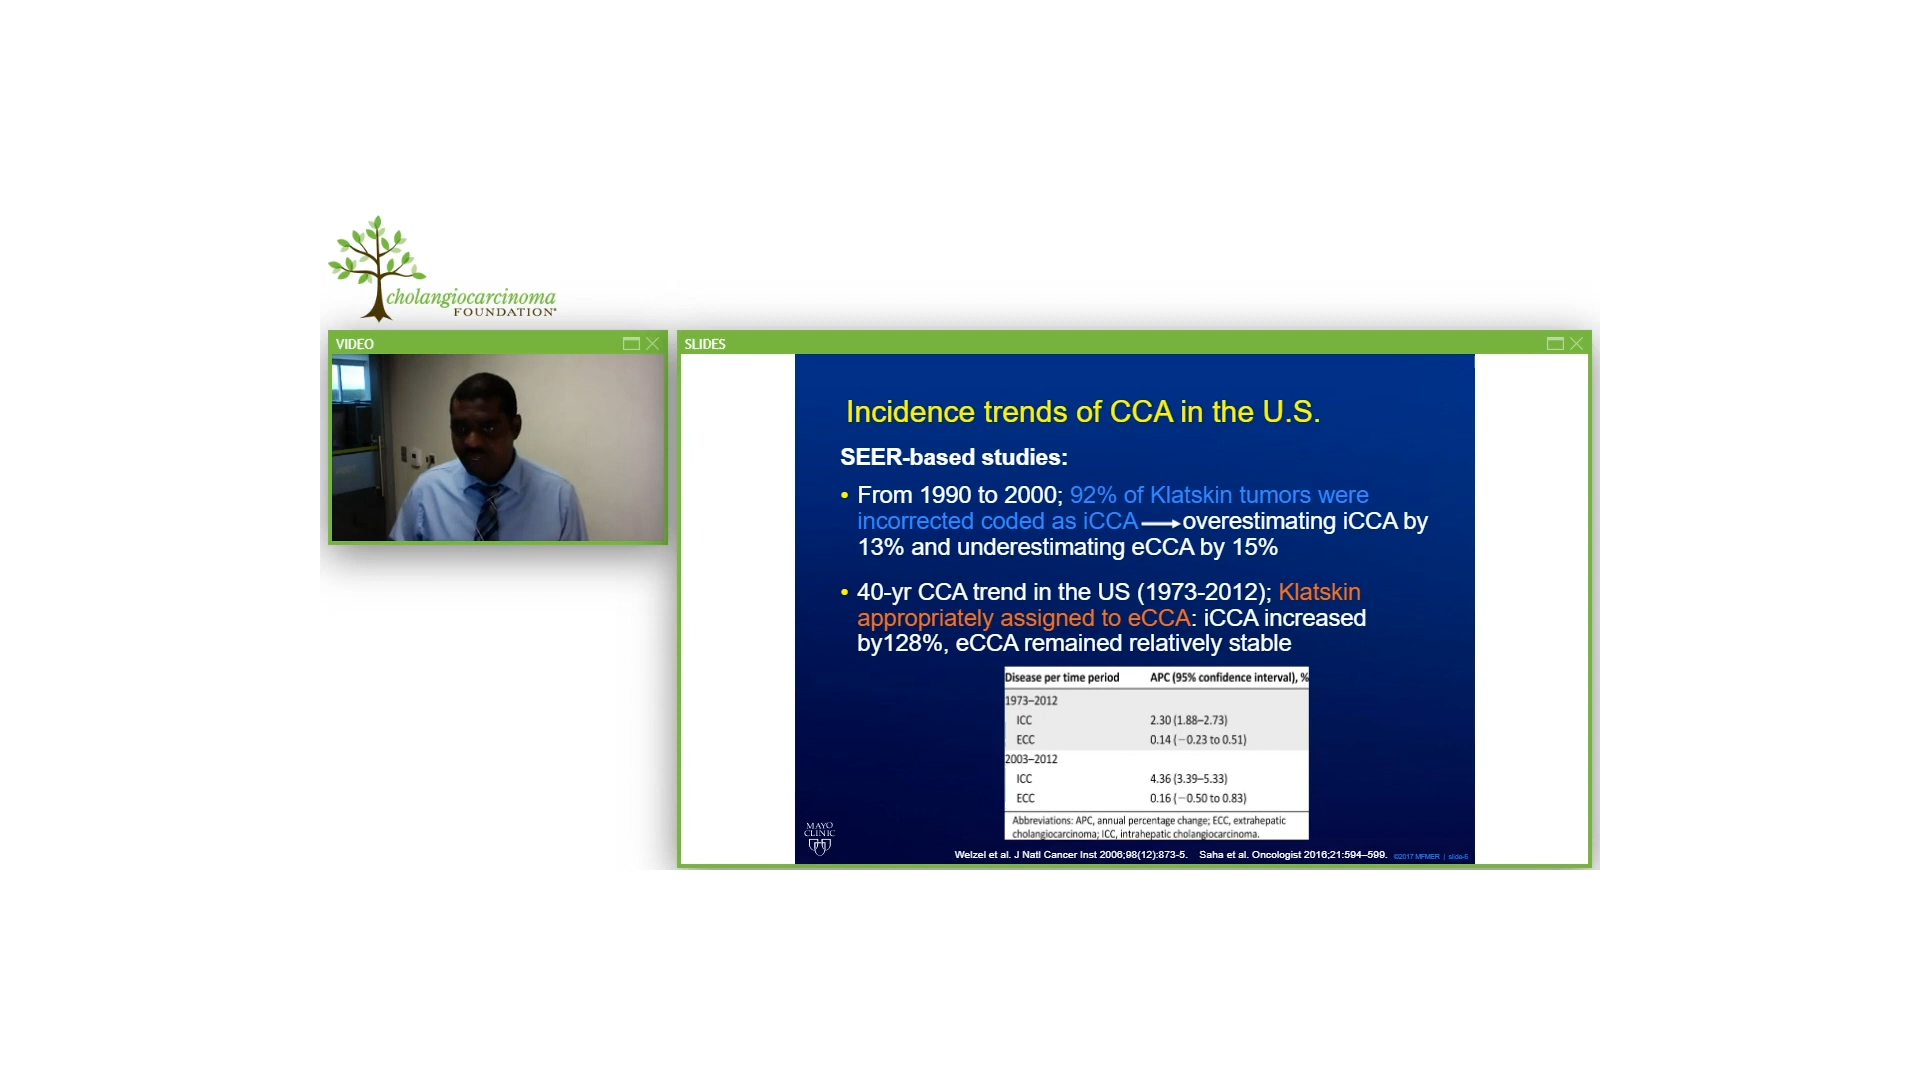 cholangiocarcinoma
FOUNDATION®
VIDEO
SLIDES
Incidence trends of CCA in the U.S.
SEER-based studies:
• From 1990 to 2000; 92% of Klatskin tumors were
incorrected coded as iCCA → overestimating iCCA by
13% and underestimating eCCA by 15%
• 40-yr CCA trend in the US (1973-2012); Klatskin
appropriately assigned to eCCA: iCCA increased
by128%, eCCA remained relatively stable
Disease per time period APC (95% confidence interval), %
1973–2012
ICC 2.30 (1.88–2.73)
ECC 0.14 (−0.23 to 0.51)
2003–2012
ICC 4.36 (3.39–5.33)
ECC 0.16 (−0.50 to 0.83)
Abbreviations: APC, annual percentage change; ECC, extrahepatic
cholangiocarcinoma; ICC, intrahepatic cholangiocarcinoma.
MAYO
CLINIC
Welzel et al. J Natl Cancer Inst 2006;98(12):873-5. Saha et al. Oncologist 2016;21:594–599. ©2017 MFMER | slide-6